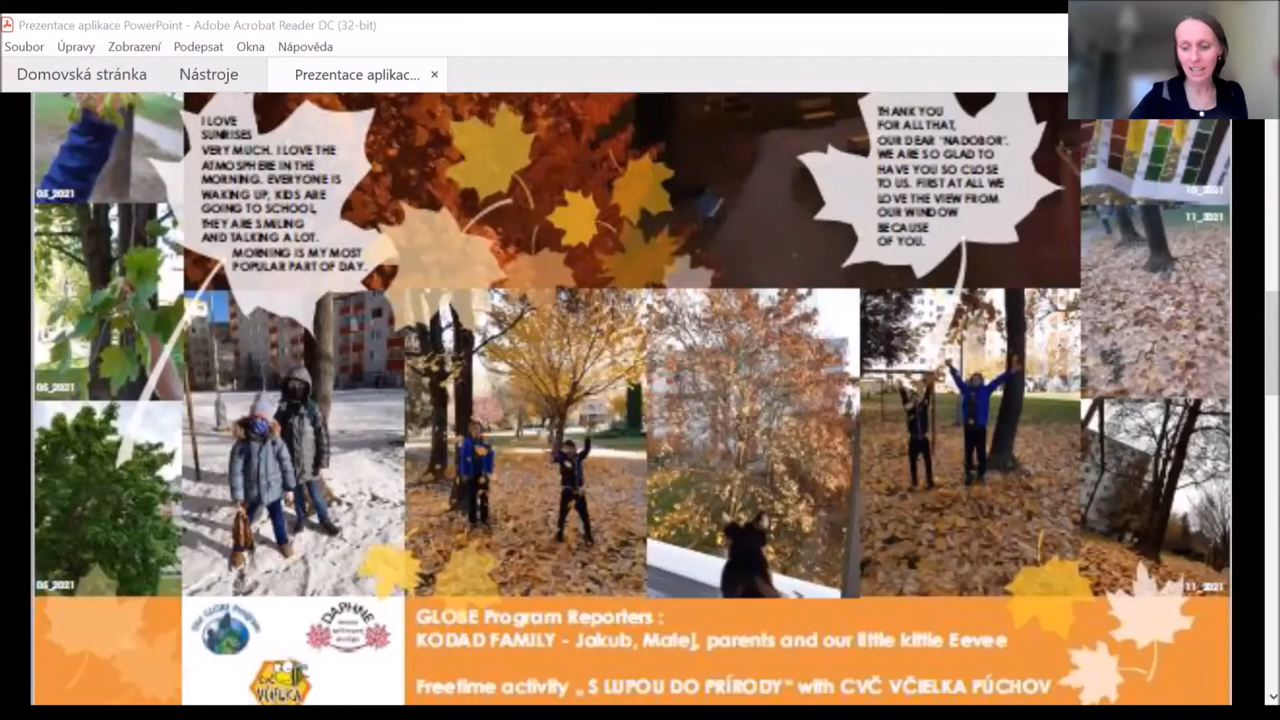 Prezentace aplikace PowerPoint - Adobe Acrobat Reader DC (32-bit)
Soubor Úpravy Zobrazení Podepsat Okna Nápověda
Domovská stránka Nástroje Prezentace aplikac... ×
I LOVE
SUNRISES
VERY MUCH. I LOVE THE
ATMOSPHERE IN THE
MORNING. EVERYONE IS
WAKING UP, KIDS ARE
GOING TO SCHOOL,
THEY ARE SMILING
AND TALKING A LOT.
MORNING IS MY MOST
POPULAR PART OF DAY.
THANK YOU
FOR ALL THAT,
OUR DEAR "NADOBOR".
WE ARE SO GLAD TO
HAVE YOU SO CLOSE
TO US. FIRST AT ALL WE
LOVE THE VIEW FROM
OUR WINDOW
BECAUSE
OF YOU.
05_2021
10_2021
11_2021
05_2021
05_2021
11_2021
The GLOBE Program
DAPHNE
CVČ
VČIELKA
GLOBE Program Reporters :
KODAD FAMILY - Jakub, Matej, parents and our little kittie Eevee
Freetime activity „ S LUPOU DO PRÍRODY" with CVČ VČIELKA PÚCHOV